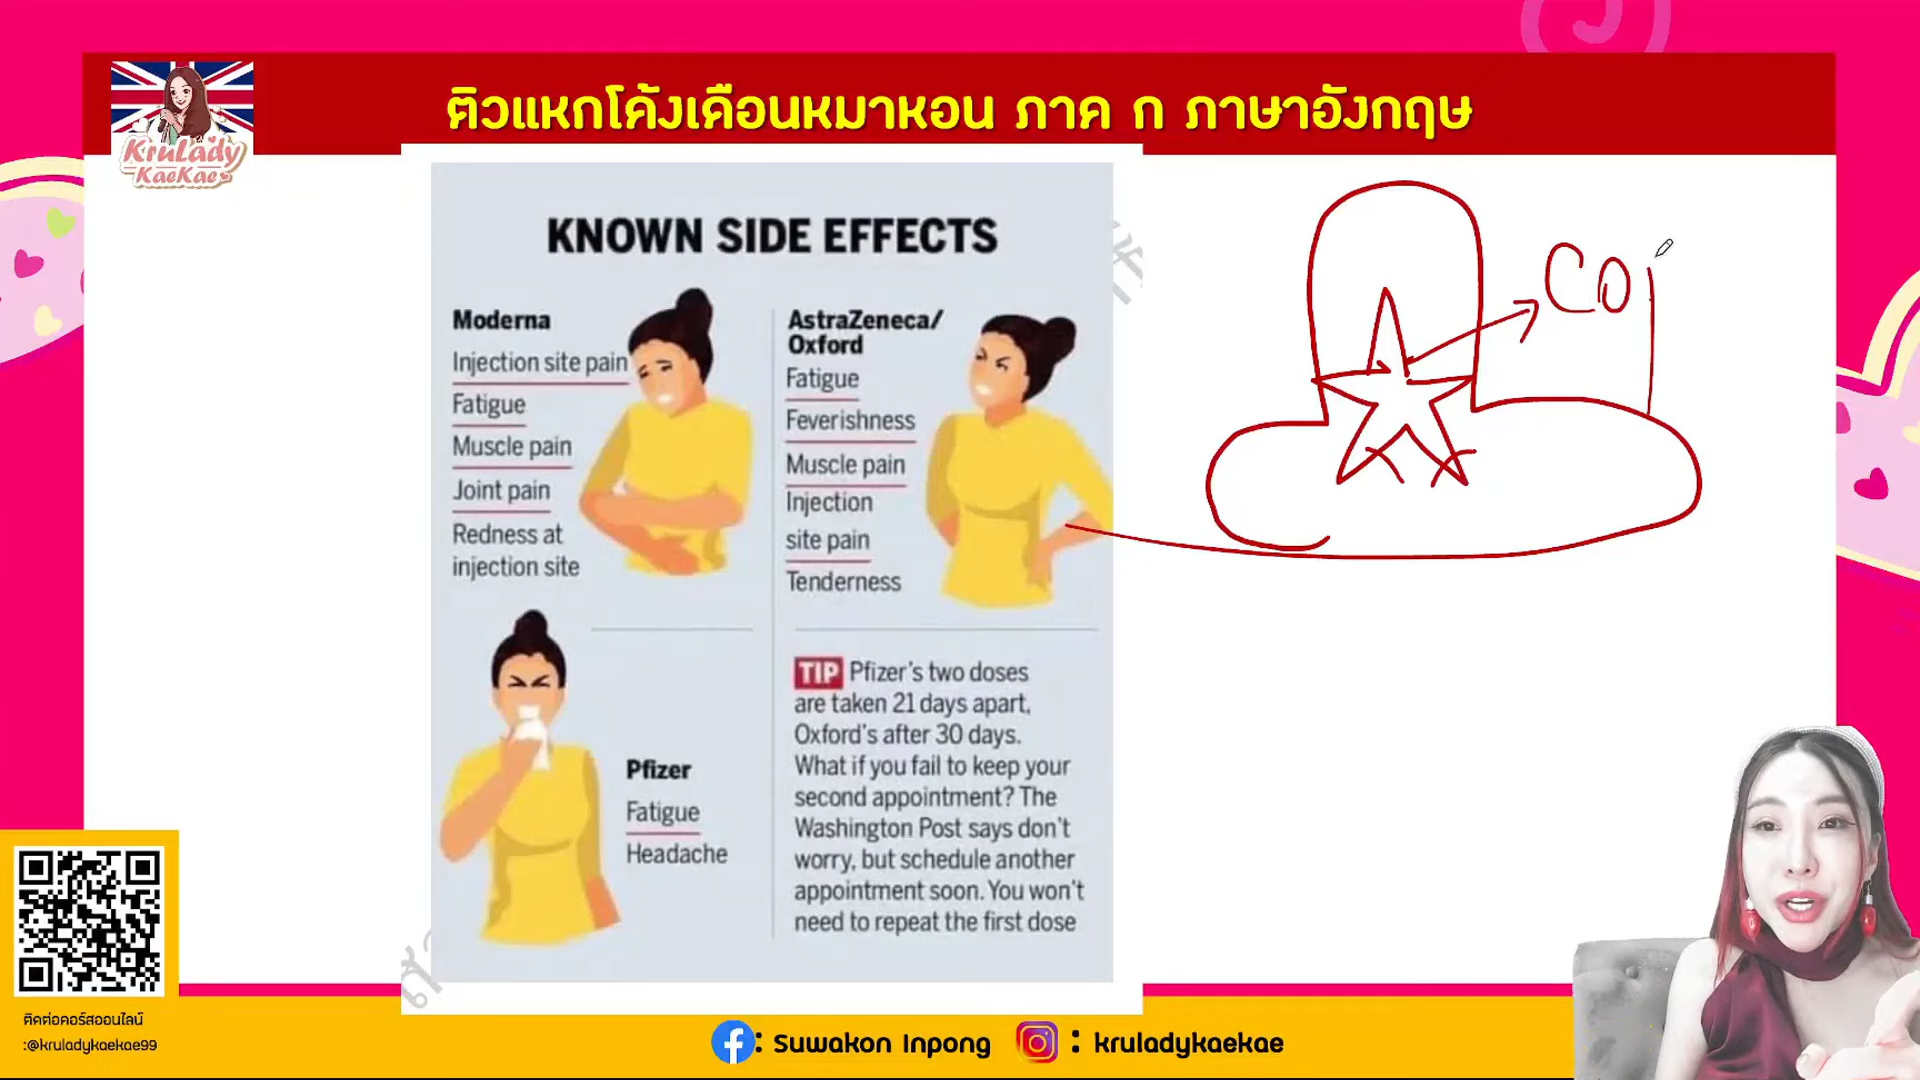 ติวแหกโค้งเดือนหมาหอน ภาค ก ภาษาอังกฤษ
KruLady
KaeKae
KNOWN SIDE EFFECTS
Moderna
Injection site pain
Fatigue
Muscle pain
Joint pain
Redness at
injection site
AstraZeneca/
Oxford
Fatigue
Feverishness
Muscle pain
Injection
site pain
Tenderness
Pfizer
Fatigue
Headache
TIP Pfizer's two doses
are taken 21 days apart,
Oxford's after 30 days.
What if you fail to keep your
second appointment? The
Washington Post says don't
worry, but schedule another
appointment soon. You won't
need to repeat the first dose
CO
ติดต่อคอร์สออนไลน์
:@kruladykaekae99
: Suwakon Inpong
: kruladykaekae